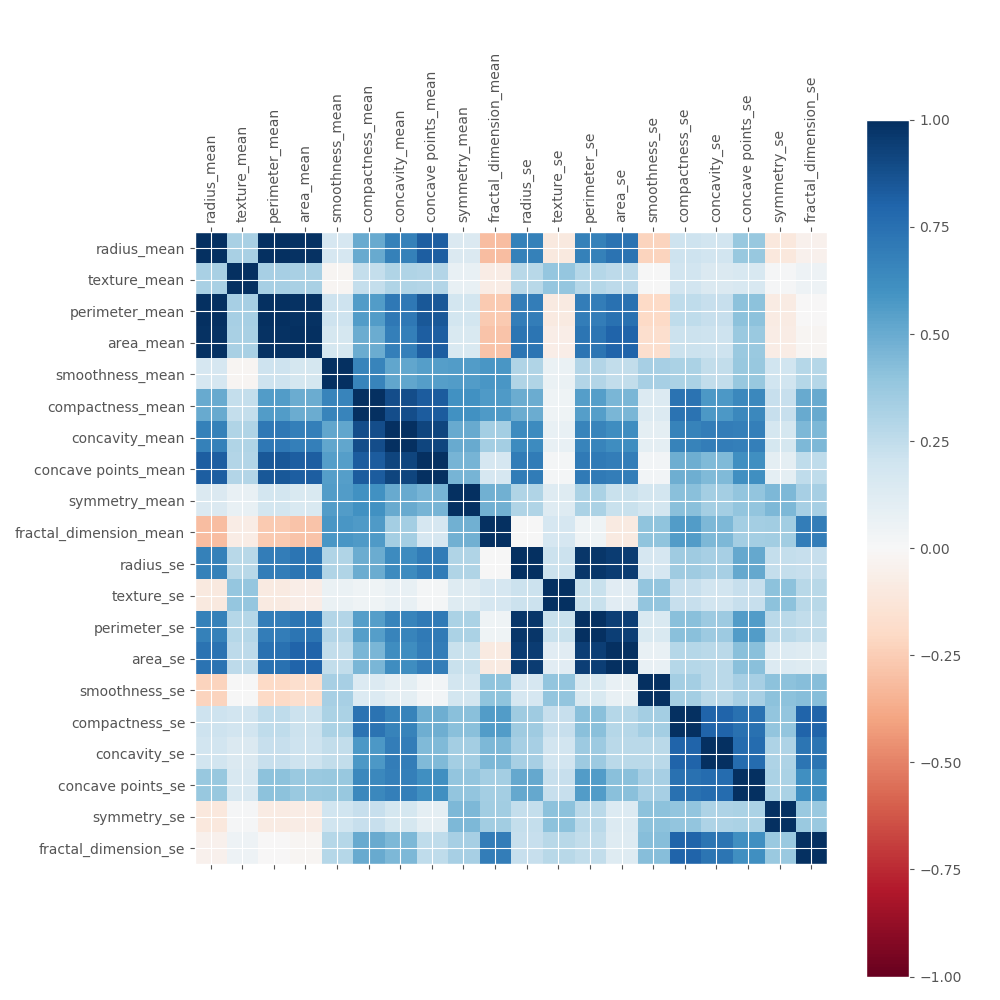 radius_mean
texture_mean
perimeter_mean
area_mean
smoothness_mean
compactness_mean
concavity_mean
concave points_mean
symmetry_mean
fractal_dimension_mean
radius_se
texture_se
perimeter_se
area_se
smoothness_se
compactness_se
concavity_se
concave points_se
symmetry_se
fractal_dimension_se
radius_mean
texture_mean
perimeter_mean
area_mean
smoothness_mean
compactness_mean
concavity_mean
concave points_mean
symmetry_mean
fractal_dimension_mean
radius_se
texture_se
perimeter_se
area_se
smoothness_se
compactness_se
concavity_se
concave points_se
symmetry_se
fractal_dimension_se
1.00
0.75
0.50
0.25
0.00
−0.25
−0.50
−0.75
−1.00